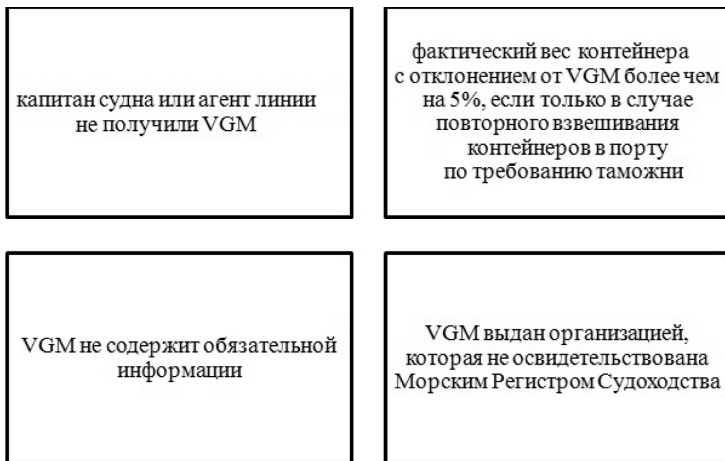 капитан судна или агент линии
не получили VGM
фактический вес контейнера
с отклонением от VGM более чем
на 5%, если только в случае
повторного взвешивания
контейнеров в порту
по требованию таможни
VGM не содержит обязательной
информации
VGM выдан организацией,
которая не освидетельствована
Морским Регистром Судоходства